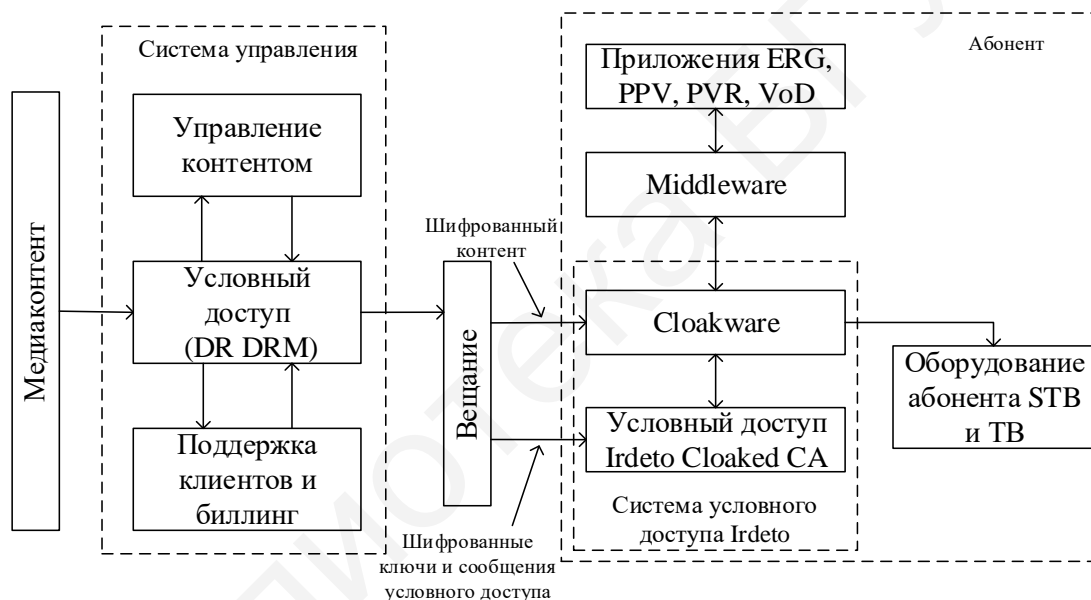 Система управления
Абонент
Медиаконтент
Управление
контентом
Условный
доступ
(DR DRM)
Поддержка
клиентов и
биллинг
Вещание
Шифрованный
контент
Шифрованные
ключи и сообщения
условного доступа
Приложения ERG,
PPV, PVR, VoD
Middleware
Cloakware
Условный доступ
Irdeto Cloaked CA
Система условного
доступа Irdeto
Оборудование
абонента STB
и ТВ